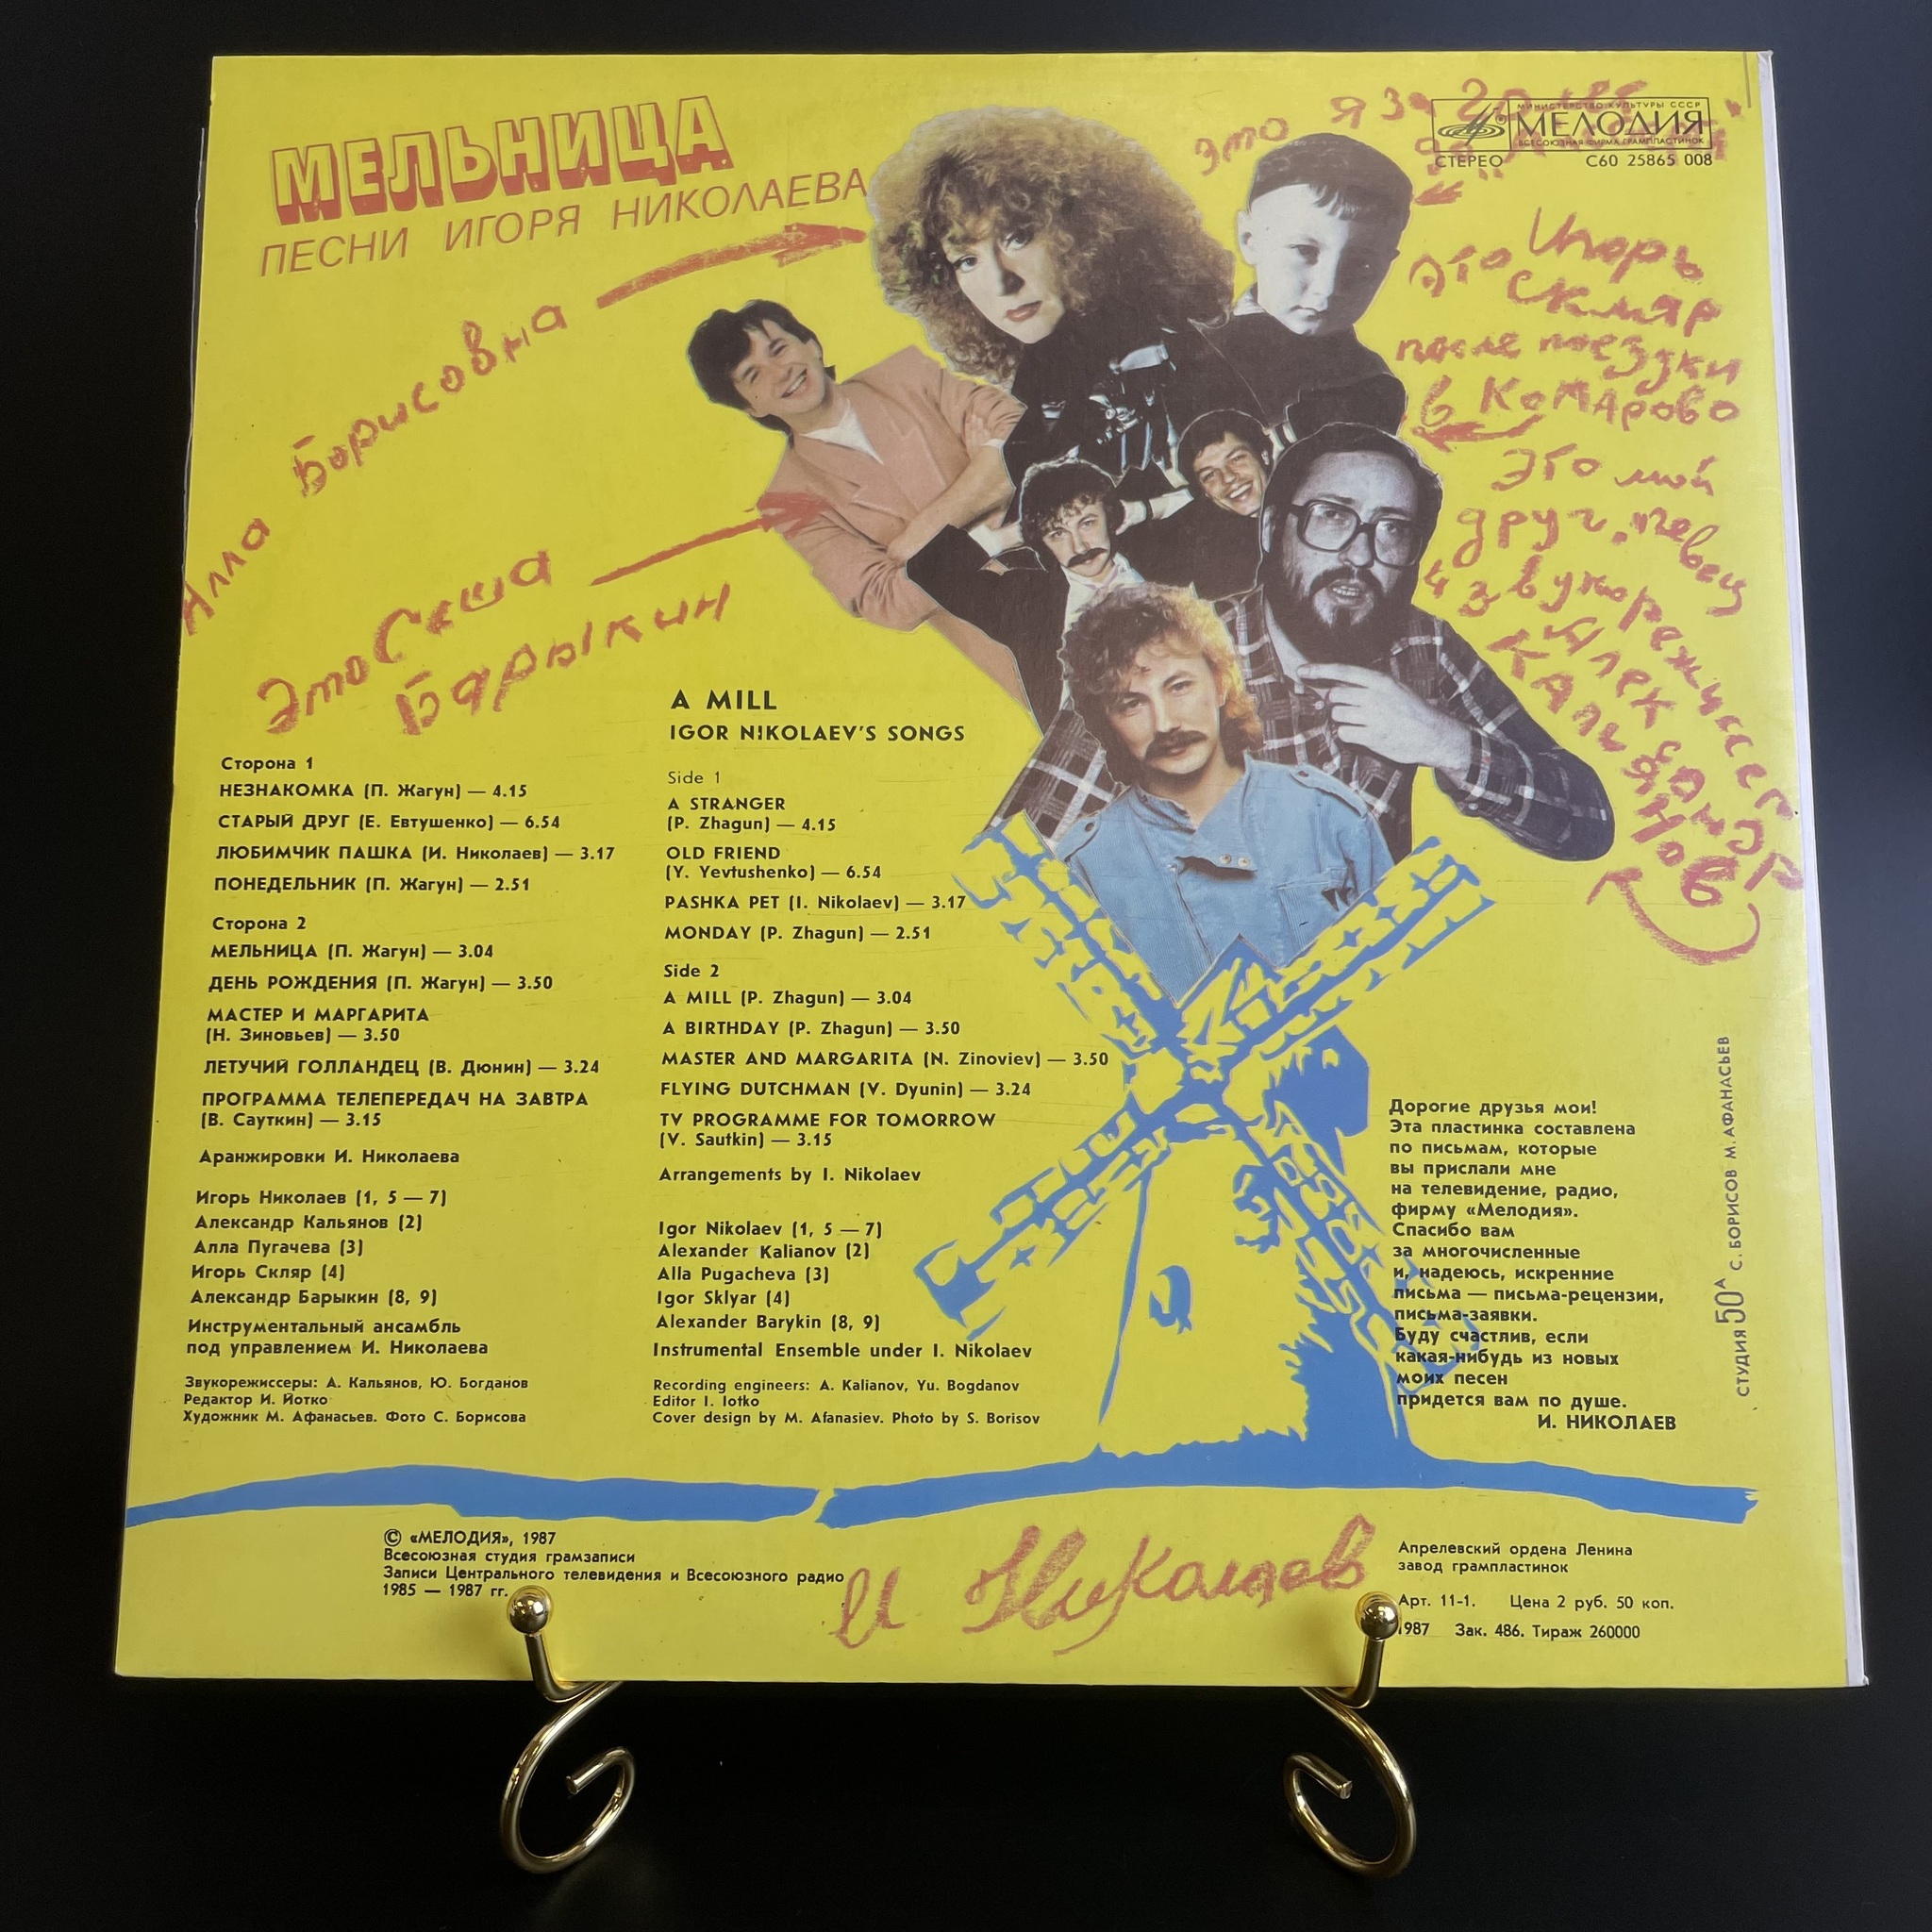 МЕЛЬНИЦА
ПЕСНИ ИГОРЯ НИКОЛАЕВА
МИНИСТЕРСТВО КУЛЬТУРЫ СССР
МЕЛОДИЯ
ВСЕСОЮЗНАЯ ФИРМА ГРАМПЛАСТИНОК
СТЕРЕО
С60 25865 008
Это я за
Это Игорь
Скляр
после поездки
в КОМАРОВО
Это мой
друг, певец
и звукорежиссер
Александр
КАЛЬЯНОВ
Алла Борисовна
Это Саша
Барыкин
Сторона 1
НЕЗНАКОМКА (П. Жагун) — 4.15
СТАРЫЙ ДРУГ (Е. Евтушенко) — 6.54
ЛЮБИМЧИК ПАШКА (И. Николаев) — 3.17
ПОНЕДЕЛЬНИК (П. Жагун) — 2.51
Сторона 2
МЕЛЬНИЦА (П. Жагун) — 3.04
ДЕНЬ РОЖДЕНИЯ (П. Жагун) — 3.50
МАСТЕР И МАРГАРИТА
(Н. Зиновьев) — 3.50
ЛЕТУЧИЙ ГОЛЛАНДЕЦ (В. Дюнин) — 3.24
ПРОГРАММА ТЕЛЕПЕРЕДАЧ НА ЗАВТРА
(В. Сауткин) — 3.15
Аранжировки И. Николаева
Игорь Николаев (1, 5 — 7)
Александр Кальянов (2)
Алла Пугачева (3)
Игорь Скляр (4)
Александр Барыкин (8, 9)
Инструментальный ансамбль
под управлением И. Николаева
Звукорежиссеры: А. Кальянов, Ю. Богданов
Редактор И. Йотко
Художник М. Афанасьев. Фото С. Борисова
A MILL
IGOR NIKOLAEV'S SONGS
Side 1
A STRANGER
(P. Zhagun) — 4.15
OLD FRIEND
(Y. Yevtushenko) — 6.54
PASHKA PET (I. Nikolaev) — 3.17
MONDAY (P. Zhagun) — 2.51
Side 2
A MILL (P. Zhagun) — 3.04
A BIRTHDAY (P. Zhagun) — 3.50
MASTER AND MARGARITA (N. Zinoviev) — 3.50
FLYING DUTCHMAN (V. Dyunin) — 3.24
TV PROGRAMME FOR TOMORROW
(V. Sautkin) — 3.15
Arrangements by I. Nikolaev
Igor Nikolaev (1, 5 — 7)
Alexander Kalianov (2)
Alla Pugacheva (3)
Igor Sklyar (4)
Alexander Barykin (8, 9)
Instrumental Ensemble under I. Nikolaev
Recording engineers: A. Kalianov, Yu. Bogdanov
Editor I. Iotko
Cover design by M. Afanasiev. Photo by S. Borisov
Дорогие друзья мои!
Эта пластинка составлена
по письмам, которые
вы прислали мне
на телевидение, радио,
фирму «Мелодия».
Спасибо вам
за многочисленные
и, надеюсь, искренние
письма — письма-рецензии,
письма-заявки.
Буду счастлив, если
какая-нибудь из новых
моих песен
придется вам по душе.
И. НИКОЛАЕВ
СТУДИЯ 50А С. БОРИСОВ М. АФАНАСЬЕВ
© «МЕЛОДИЯ», 1987
Всесоюзная студия грамзаписи
Записи Центрального телевидения и Всесоюзного радио
1985 — 1987 гг.
И Николаев
Апрелевский ордена Ленина
завод грампластинок
Арт. 11-1. Цена 2 руб. 50 коп.
1987 Зак. 486. Тираж 260000